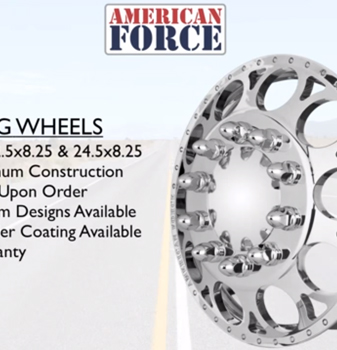 AMERICAN
FORCE
G WHEELS
.5x8.25 & 24.5x8.25
num Construction
Upon Order
m Designs Available
er Coating Available
anty